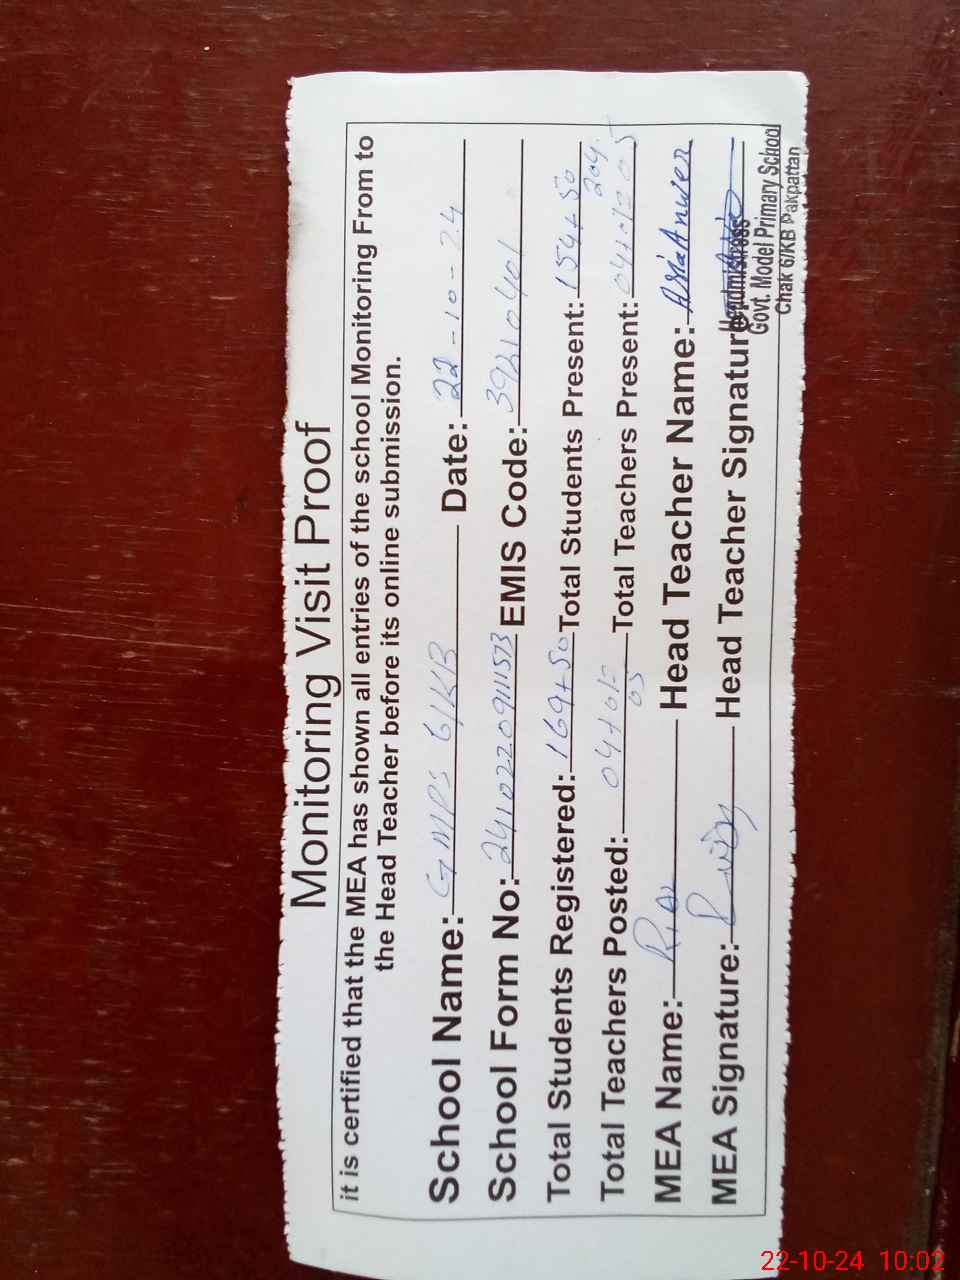 Monitoring Visit Proof
it is certified that the MEA has shown all entries of the school Monitoring From to
the Head Teacher before its online submission.
School Name: GMPS 6/KB Date: 22-10-24
School Form No: 2410220911573 EMIS Code: 39210401
Total Students Registered: 169+50 Total Students Present: 154+50
204
Total Teachers Posted: 04+01= Total Teachers Present: 04+01=05
05
MEA Name: Head Teacher Name: Asia Anwer
MEA Signature: Head Teacher Signature
Headmistress
Govt. Model Primary School
Chak 6/KB Pakpattan
22-10-24 10:02